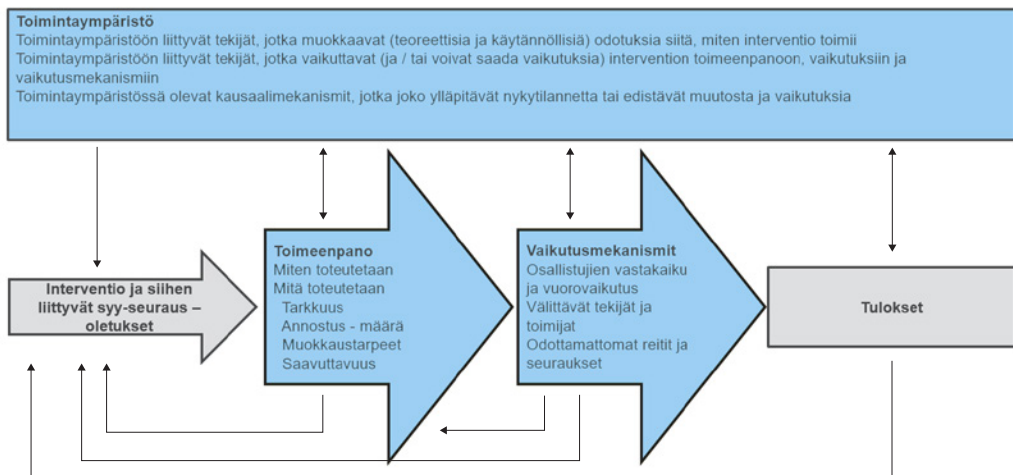 Toimintaympäristö
Toimintaympäristöön liittyvät tekijät, jotka muokkaavat (teoreettisia ja käytännöllisiä) odotuksia siitä, miten interventio toimii
Toimintaympäristöön liittyvät tekijät, jotka vaikuttavat (ja / tai voivat saada vaikutuksia) intervention toimeenpanoon, vaikutuksiin ja
vaikutusmekanismiin
Toimintaympäristössä olevat kausaalimekanismit, jotka joko ylläpitävät nykytilannetta tai edistävät muutosta ja vaikutuksia
Interventio ja siihen
liittyvät syy-seuraus –
oletukset
Toimeenpano
Miten toteutetaan
Mitä toteutetaan
Tarkkuus
Annostus - määrä
Muokkaustarpeet
Saavuttavuus
Vaikutusmekanismit
Osallistujien vastakaiku
ja vuorovaikutus
Välittävät tekijät ja
toimijat
Odottamattomat reitit ja
seuraukset
Tulokset